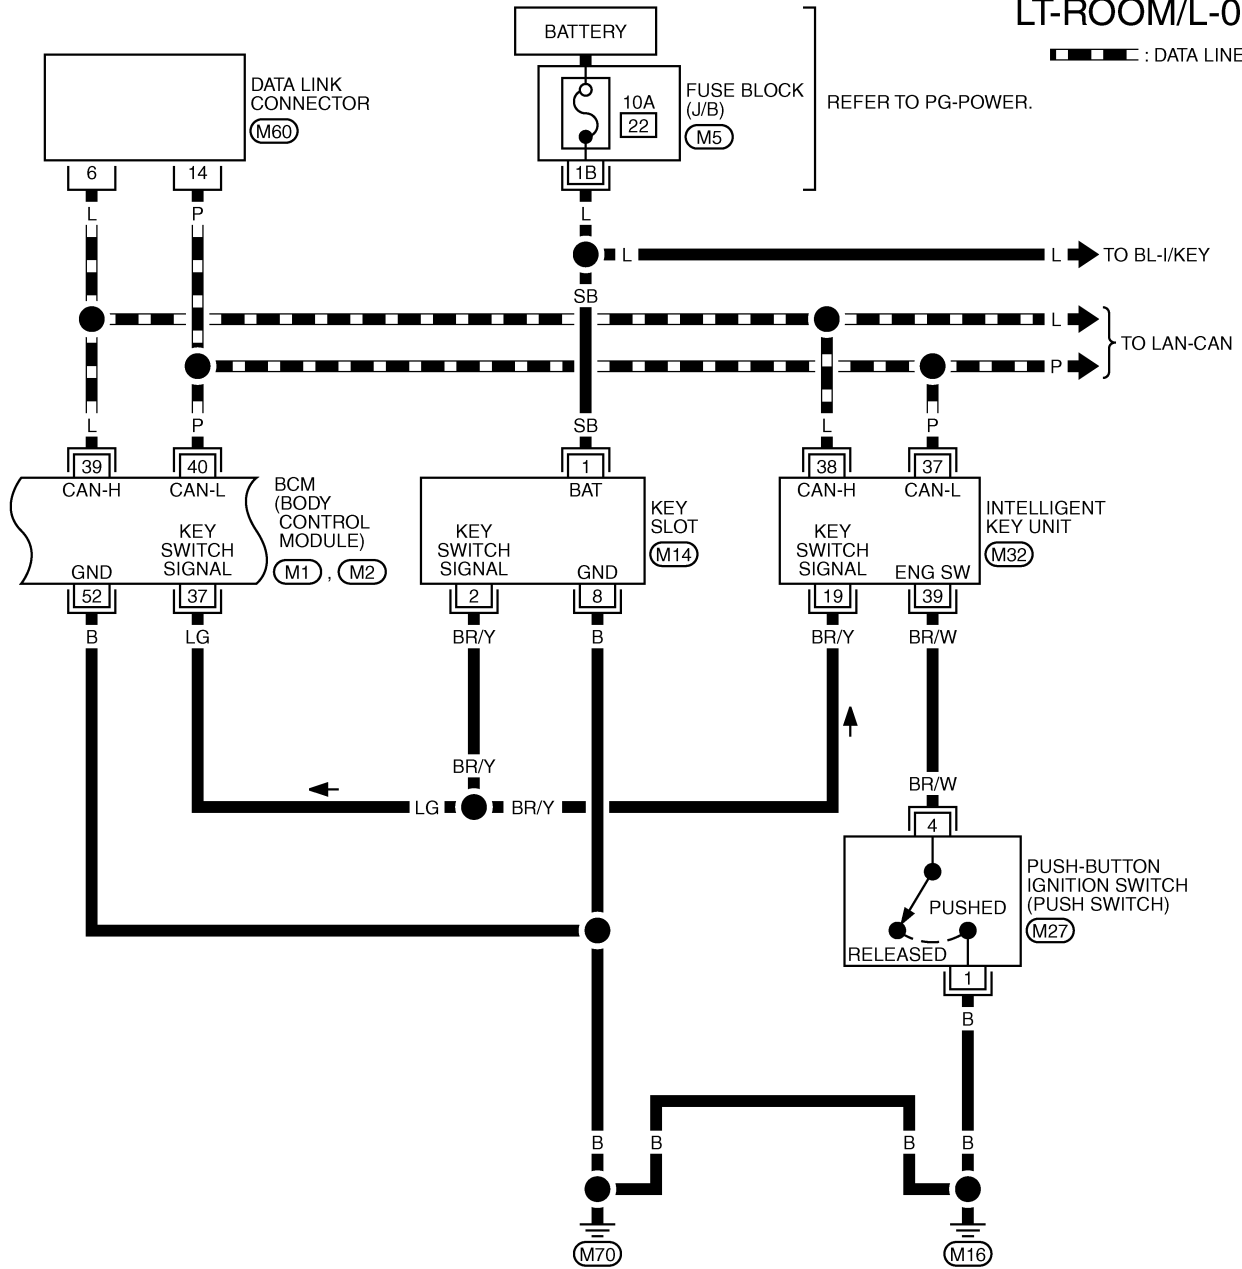 LT-ROOM/L-0
: DATA LINE
BATTERY
DATA LINK
CONNECTOR
M60
10A
22
FUSE BLOCK
(J/B)
M5
REFER TO PG-POWER.
6
14
1B
L
P
L
L
L
TO BL-I/KEY
SB
L
P
TO LAN-CAN
L
P
SB
L
P
39
40
1
38
37
CAN-H
CAN-L
BAT
CAN-H
CAN-L
BCM
(BODY
CONTROL
MODULE)
M1 , M2
KEY
SLOT
M14
INTELLIGENT
KEY UNIT
M32
KEY
SWITCH
SIGNAL
GND
KEY
SWITCH
SIGNAL
GND
KEY
SWITCH
SIGNAL
ENG SW
52
37
2
8
19
39
B
LG
BR/Y
B
BR/Y
BR/W
BR/Y
LG
BR/Y
BR/W
4
PUSH-BUTTON
IGNITION SWITCH
(PUSH SWITCH)
M27
PUSHED
RELEASED
1
B
B
B
B
B
M70
M16